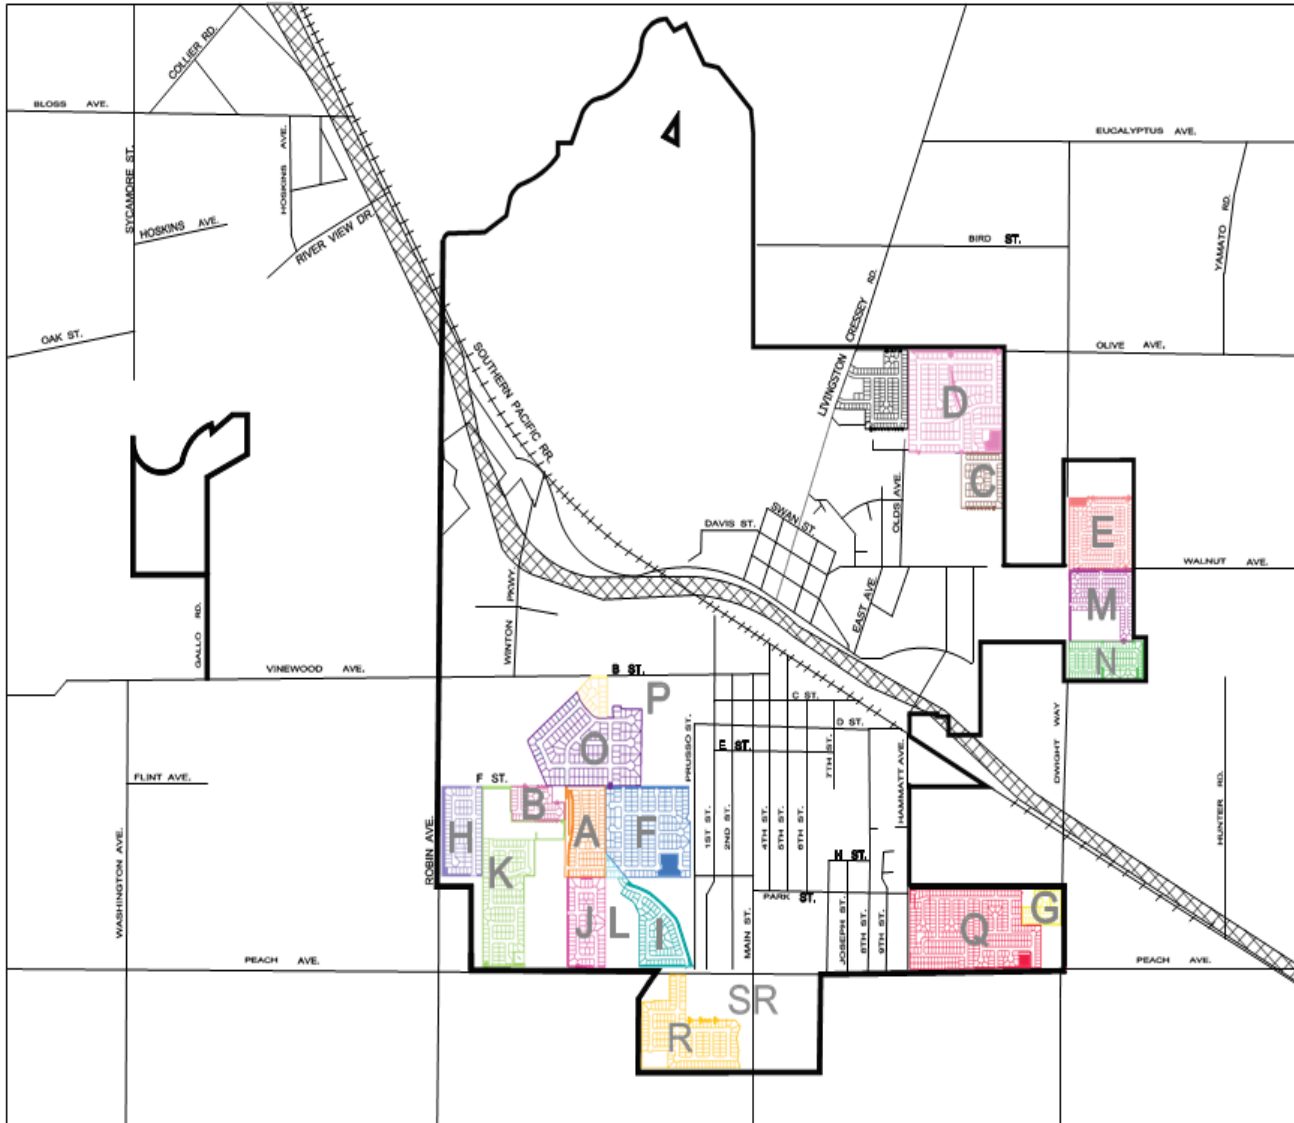 COLLIER RD.
BLOSS AVE.
SYCAMORE ST.
HOSKINS AVE.
HOSKINS AVE.
RIVER VIEW DR.
OAK ST.
EUCALYPTUS AVE.
YAMATO RD.
BIRD ST.
LIVINGSTON CRESSEY RD.
OLIVE AVE.
SOUTHERN PACIFIC RR.
D
C
OLDS AVE.
SWAN ST.
DAVIS ST.
E
WALNUT AVE.
M
EAST AVE.
WINTON PKWY
GALLO RD.
N
VINEWOOD AVE.
B ST.
P
C ST.
D ST.
PRUSSO ST.
E ST.
7TH ST.
O
DWIGHT WAY
HUNTER RD.
FLINT AVE.
F ST.
HAMMATT AVE.
H
B
A
F
1ST ST.
2ND ST.
4TH ST.
5TH ST.
6TH ST.
ROBIN AVE.
K
H ST.
WASHINGTON AVE.
PARK ST.
J
L
I
MAIN ST.
JOSEPH ST.
8TH ST.
9TH ST.
Q
G
PEACH AVE.
PEACH AVE.
SR
R